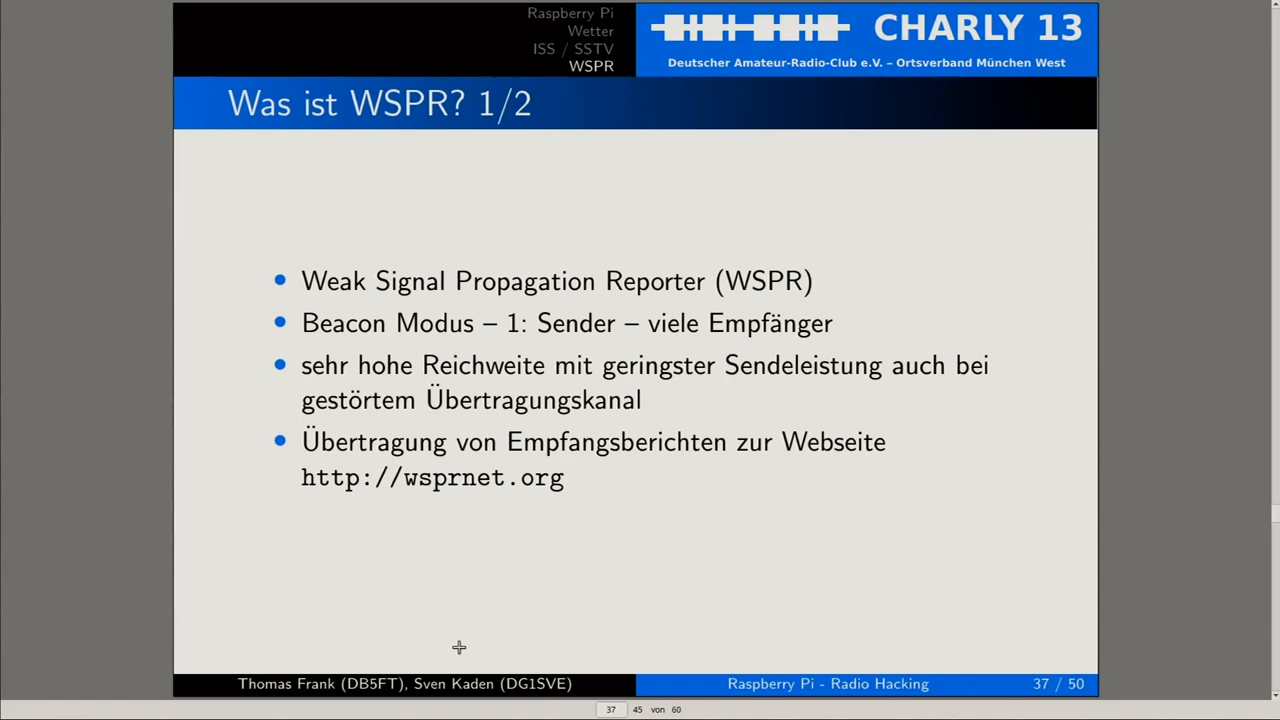 Raspberry Pi
Wetter
ISS / SSTV
WSPR
CHARLY 13
Deutscher Amateur-Radio-Club e.V. – Ortsverband München West
Was ist WSPR? 1/2
Weak Signal Propagation Reporter (WSPR)
Beacon Modus – 1: Sender – viele Empfänger
sehr hohe Reichweite mit geringster Sendeleistung auch bei
gestörtem Übertragungskanal
Übertragung von Empfangsberichten zur Webseite
http://wsprnet.org
Thomas Frank (DB5FT), Sven Kaden (DG1SVE)
Raspberry Pi - Radio Hacking
37 / 50
37 45 von 60